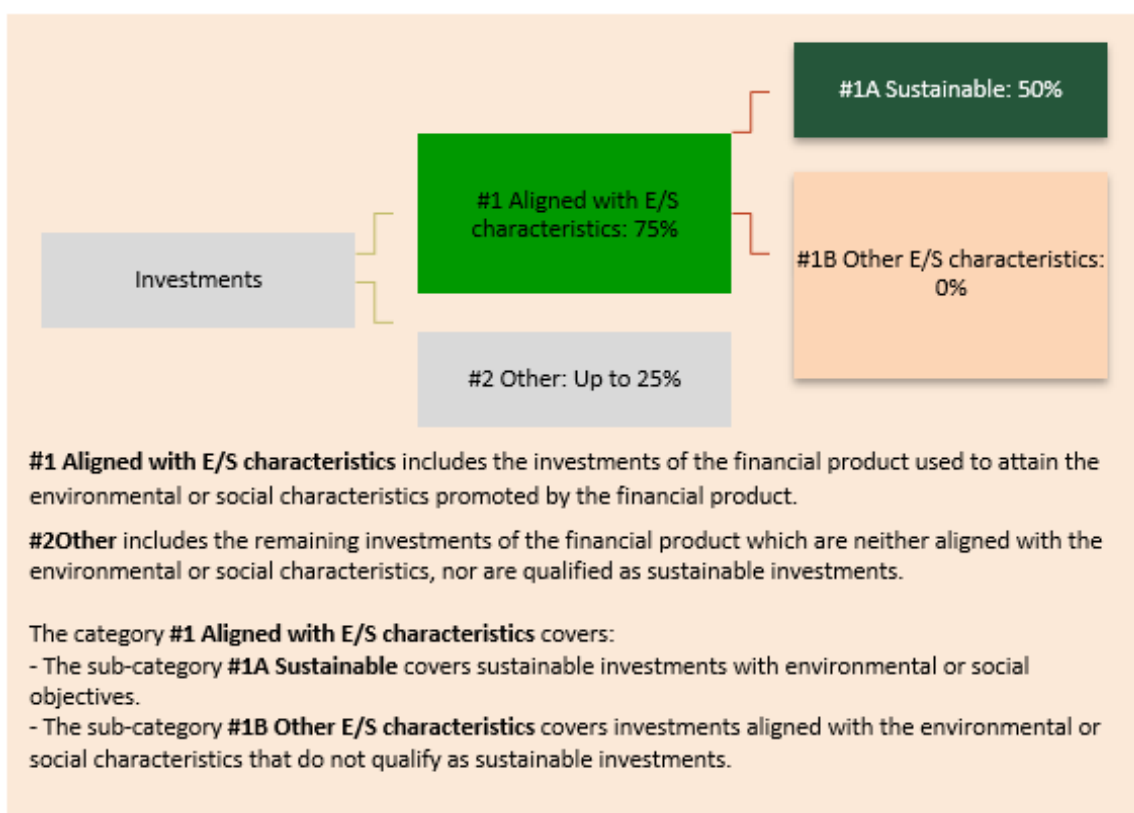 #1A Sustainable: 50%
#1 Aligned with E/S
characteristics: 75%
#1B Other E/S characteristics:
0%
Investments
#2 Other: Up to 25%
#1 Aligned with E/S characteristics includes the investments of the financial product used to attain the
environmental or social characteristics promoted by the financial product.
#2Other includes the remaining investments of the financial product which are neither aligned with the
environmental or social characteristics, nor are qualified as sustainable investments.
The category #1 Aligned with E/S characteristics covers:
- The sub-category #1A Sustainable covers sustainable investments with environmental or social
objectives.
- The sub-category #1B Other E/S characteristics covers investments aligned with the environmental or
social characteristics that do not qualify as sustainable investments.